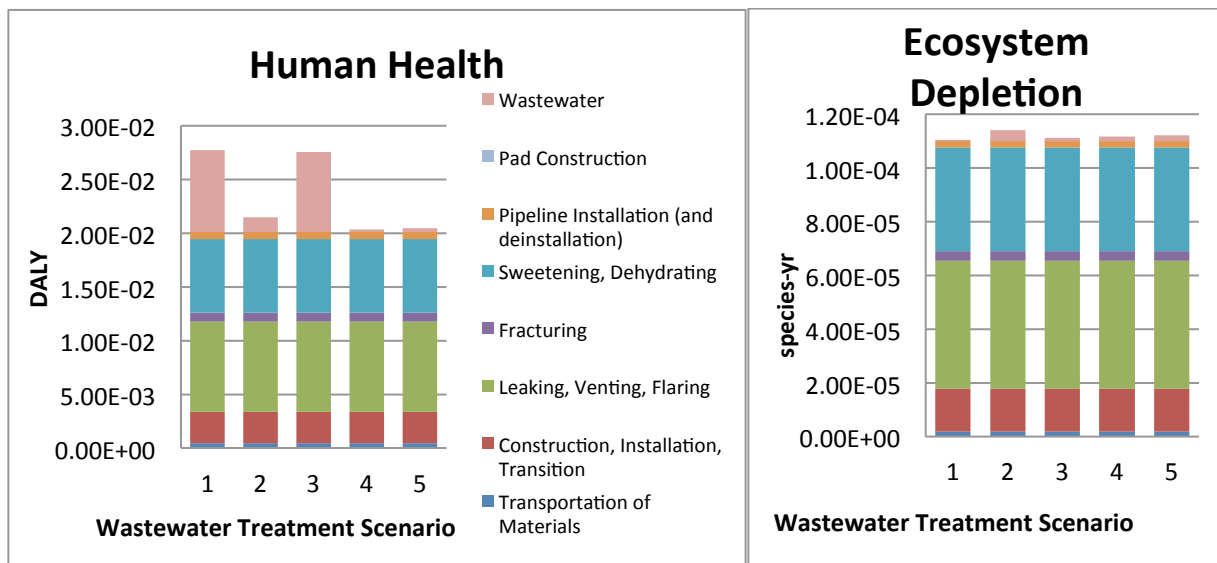 Human Health
DALY
3.00E-02
2.50E-02
2.00E-02
1.50E-02
1.00E-02
5.00E-03
0.00E+00
1 2 3 4 5
Wastewater Treatment Scenario
Wastewater
Pad Construction
Pipeline Installation (and
deinstallation)
Sweetening, Dehydrating
Fracturing
Leaking, Venting, Flaring
Construction, Installation,
Transition
Transportation of
Materials
Ecosystem
Depletion
species-yr
1.20E-04
1.00E-04
8.00E-05
6.00E-05
4.00E-05
2.00E-05
0.00E+00
1 2 3 4 5
Wastewater Treatment Scenario